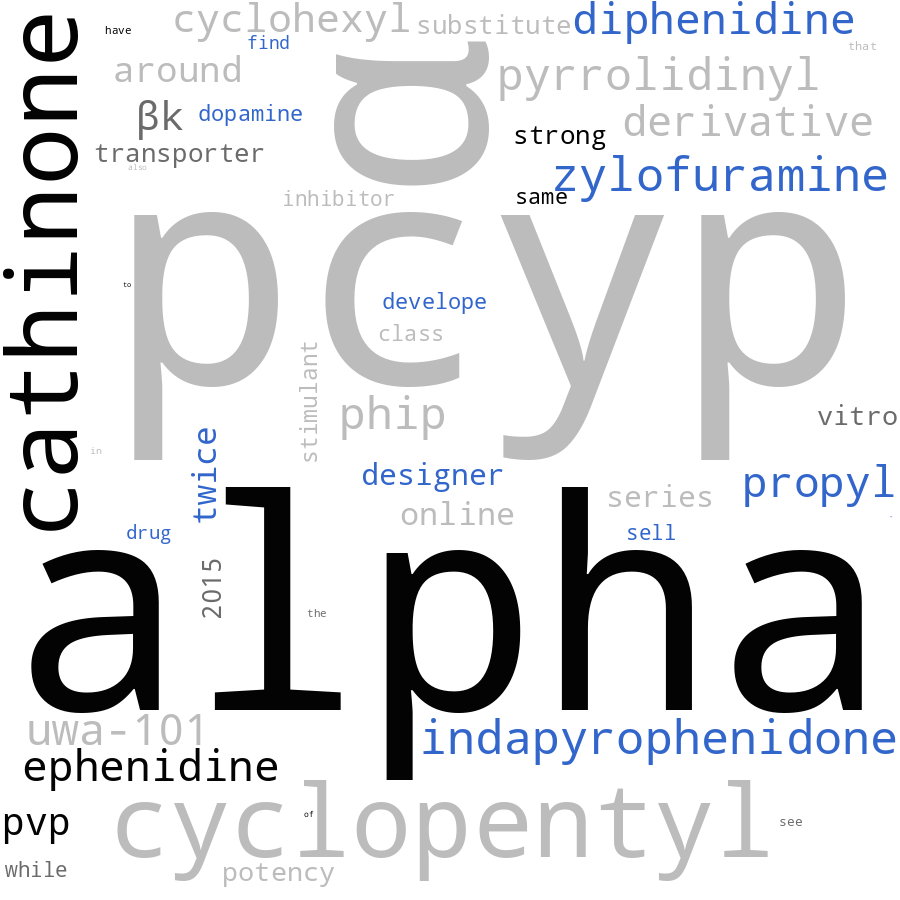 have
cyclohexyl
substitute
diphenidine
find
that
around
α
pyrrolidinyl
βk
dopamine
strong
derivative
transporter
also
zylofuramine
inhibitor
same
cathinone
pcyp
to
develope
class
stimulant
phip
vitro
in
twice
designer
propyl
online
series
drug
sell
2015
the
alpha
uwa-101
indapyrophenidone
ephenidine
pvp
cyclopentyl
of
see
while
potency